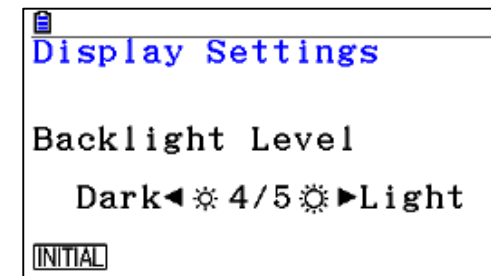 Display Settings
Backlight Level
Dark◄☼4/5☼►Light
INITIAL